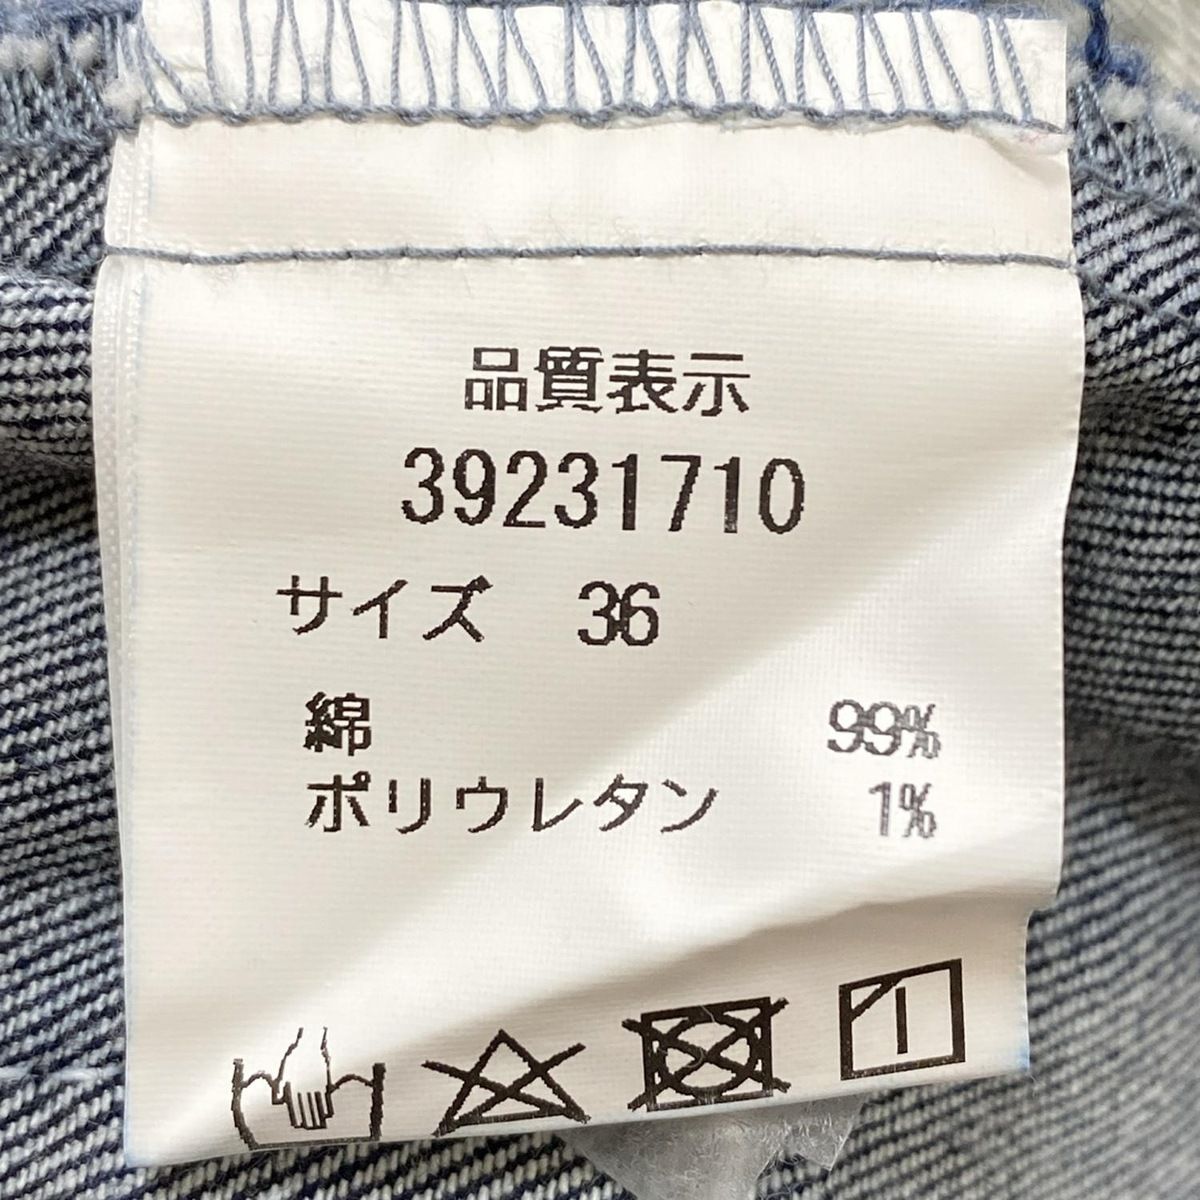 品質表示
39231710
サイズ 36
綿 99%
ポリウレタン 1%